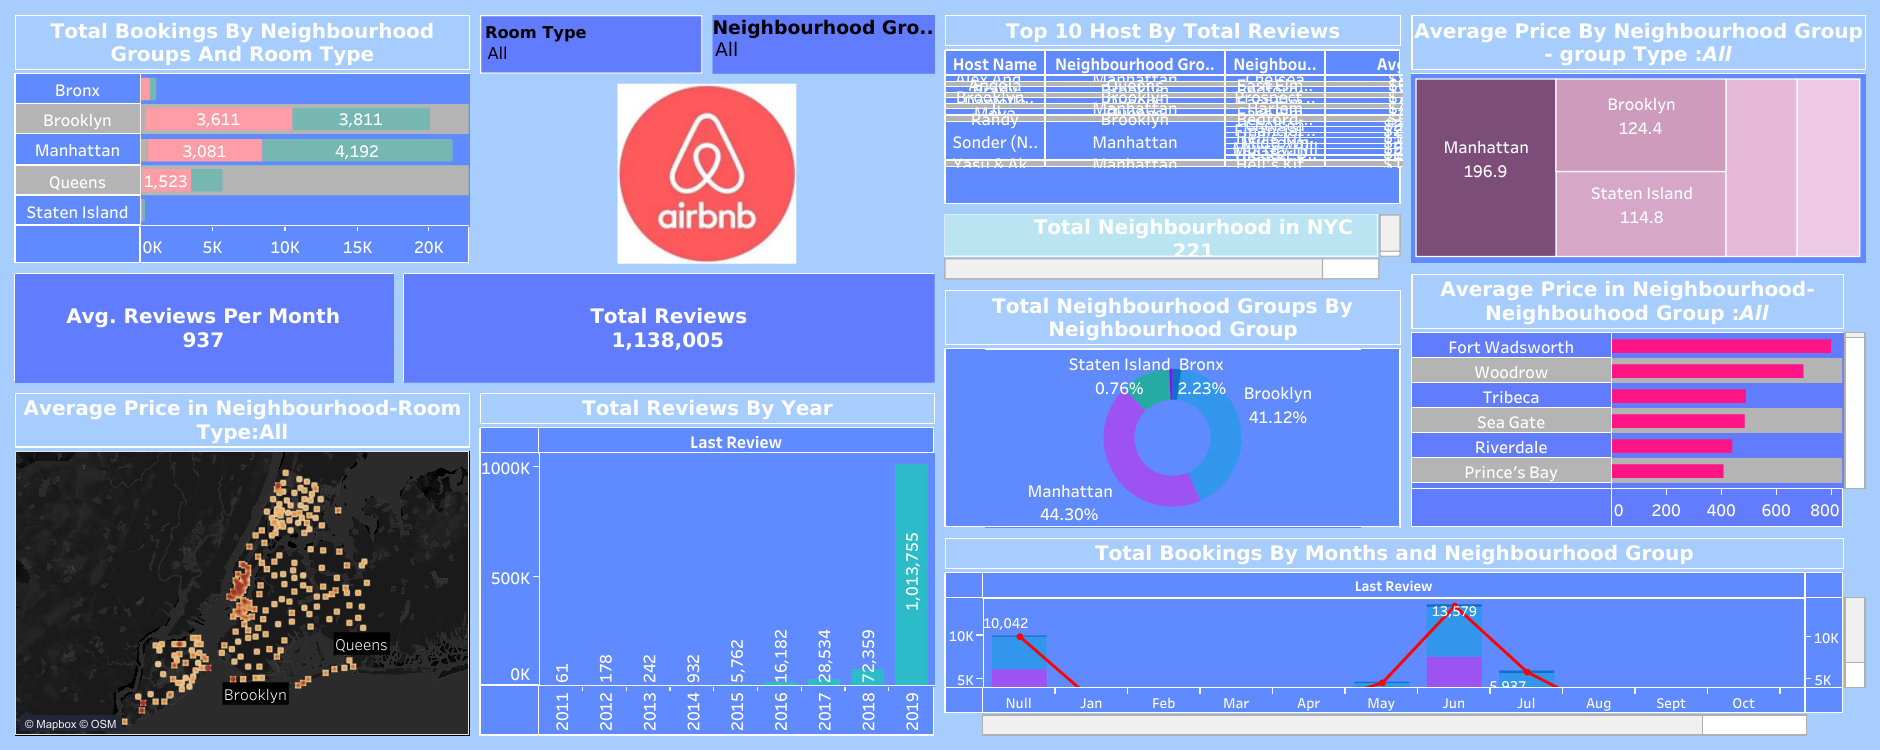 Total Bookings By Neighbourhood
Groups And Room Type
Bronx
Brooklyn
3,611
3,811
Manhattan
3,081
4,192
Queens
1,523
Staten Island
0K
5K
10K
15K
20K
Room Type
All
Neighbourhood Gro..
All
airbnb
Top 10 Host By Total Reviews
Host Name
Neighbourhood Gro..
Neighbou..
Randy
Brooklyn
Bedford-..
Sonder (N..
Manhattan
Yasu & Ak..
Manhattan
Hell's Kit..
Total Neighbourhood in NYC
221
Average Price By Neighbourhood Group
- group Type :All
Manhattan
196.9
Brooklyn
124.4
Staten Island
114.8
Avg. Reviews Per Month
937
Total Reviews
1,138,005
Total Neighbourhood Groups By
Neighbourhood Group
Staten Island
0.76%
Bronx
2.23%
Brooklyn
41.12%
Manhattan
44.30%
Average Price in Neighbourhood-
Neighbouhood Group :All
Fort Wadsworth
Woodrow
Tribeca
Sea Gate
Riverdale
Prince's Bay
0
200
400
600
800
Average Price in Neighbourhood-Room
Type:All
Queens
Brooklyn
© Mapbox © OSM
Total Reviews By Year
Last Review
1000K
500K
0K
61
178
242
932
5,762
16,182
28,534
72,359
1,013,755
2011
2012
2013
2014
2015
2016
2017
2018
2019
Total Bookings By Months and Neighbourhood Group
Last Review
10K
5K
10,042
13,579
5,937
10K
5K
Null
Jan
Feb
Mar
Apr
May
Jun
Jul
Aug
Sept
Oct